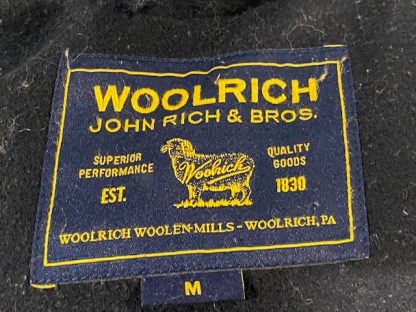 WOOLRICH
JOHN RICH & BROS.
SUPERIOR PERFORMANCE
QUALITY GOODS
Woolrich
EST. 1830
WOOLRICH WOOLEN MILLS - WOOLRICH, PA
M